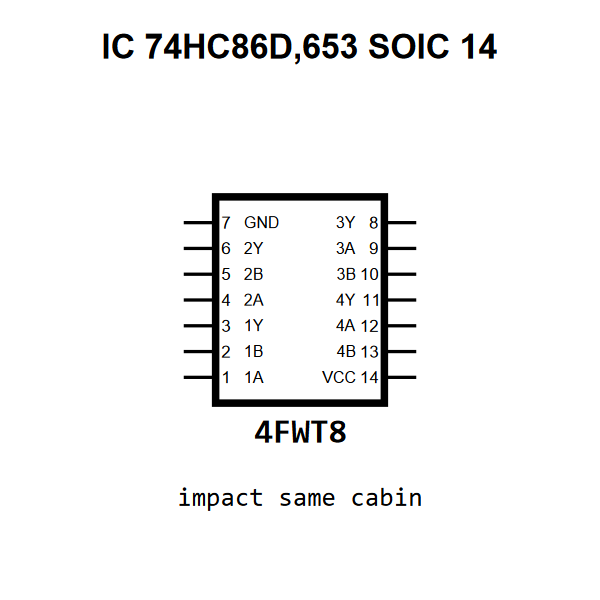 IC 74HC86D,653 SOIC 14
7 GND 3Y 8
6 2Y 3A 9
5 2B 3B 10
4 2A 4Y 11
3 1Y 4A 12
2 1B 4B 13
1 1A VCC 14
4FWT8
impact same cabin